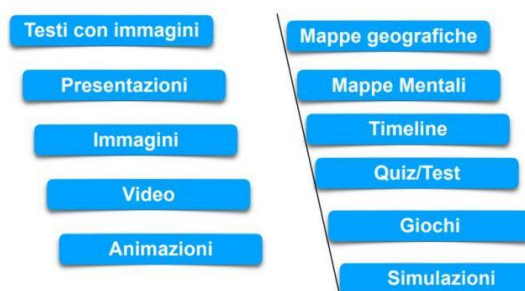 Testi con immagini
Presentazioni
Immagini
Video
Animazioni
Mappe geografiche
Mappe Mentali
Timeline
Quiz/Test
Giochi
Simulazioni